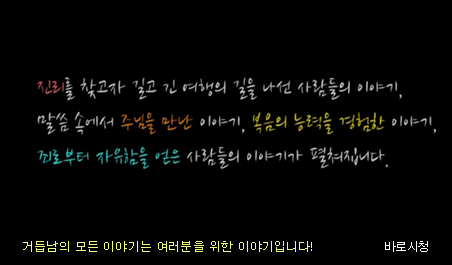 진리를 찾고자 길고 긴 여행의 길을 나선 사람들의 이야기,
말씀 속에서 주님을 만난 이야기, 복음의 능력을 경험한 이야기,
죄로부터 자유함을 얻은 사람들의 이야기가 펼쳐집니다.
거듭남의 모든 이야기는 여러분을 위한 이야기입니다! 바로시청